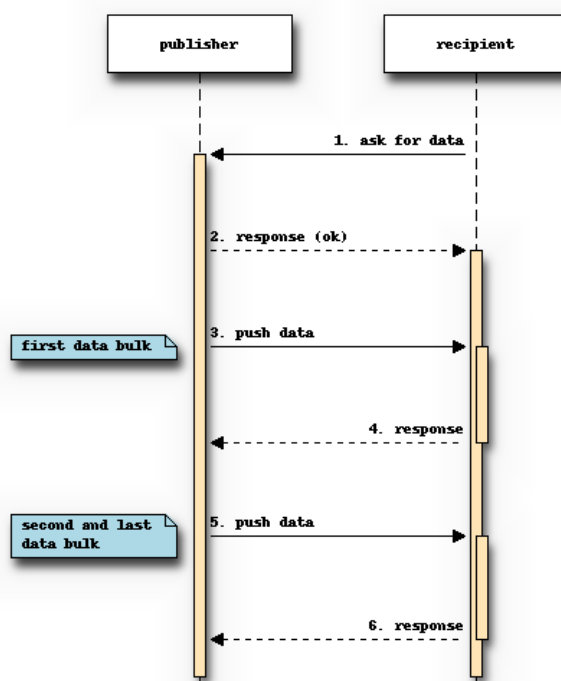 publisher
recipient
1. ask for data
2. response (ok)
first data bulk
3. push data
4. response
second and last
data bulk
5. push data
6. response